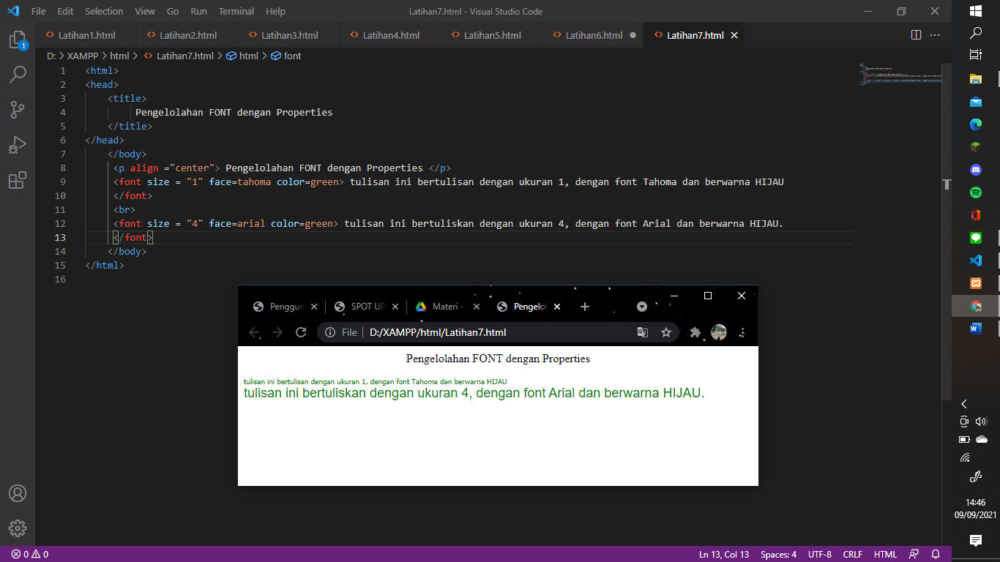 File Edit Selection View Go Run Terminal Help Latihan7.html - Visual Studio Code
Latihan1.html Latihan2.html Latihan3.html Latihan4.html Latihan5.html Latihan6.html Latihan7.html
1
D: > XAMPP > html > Latihan7.html > html > font
1 <html>
2 <head>
3 <title>
4 Pengelolahan FONT dengan Properties
5 </title>
6 </head>
7 </body>
8 <p align ="center"> Pengelolahan FONT dengan Properties </p>
9 <font size = "1" face=tahoma color=green> tulisan ini bertulisan dengan ukuran 1, dengan font Tahoma dan berwarna HIJAU
10 </font>
11 <br>
12 <font size = "4" face=arial color=green> tulisan ini bertuliskan dengan ukuran 4, dengan font Arial dan berwarna HIJAU.
13 </font>
14 </body>
15 </html>
16
Penggun SPOT UP Materi - Pengelol
File D:/XAMPP/html/Latihan7.html
Pengelolahan FONT dengan Properties
tulisan ini bertulisan dengan ukuran 1, dengan font Tahoma dan berwarna HIJAU
tulisan ini bertuliskan dengan ukuran 4, dengan font Arial dan berwarna HIJAU.
0 0 Ln 13, Col 13 Spaces: 4 UTF-8 CRLF HTML
14:46
09/09/2021